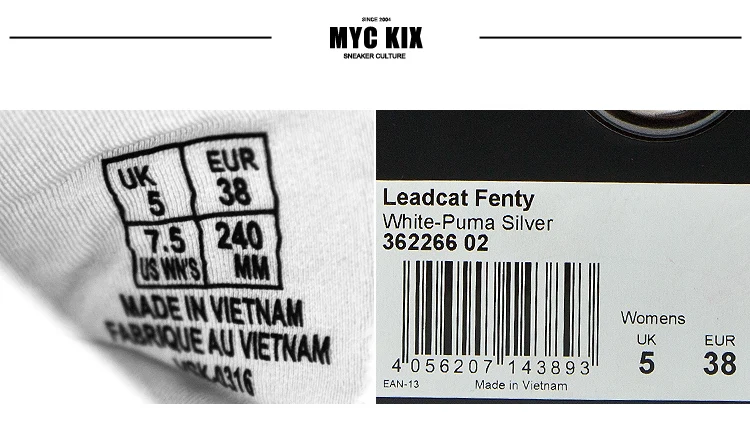 SINCE 2004
MYC KIX
SNEAKER CULTURE
UK
5
EUR
38
7.5
US WN'S
240
MM
MADE IN VIETNAM
FABRIQUE AU VIETNAM
Leadcat Fenty
White-Puma Silver
362266 02
Womens
UK
5
EUR
38
4 056207 143893
EAN-13
Made in Vietnam